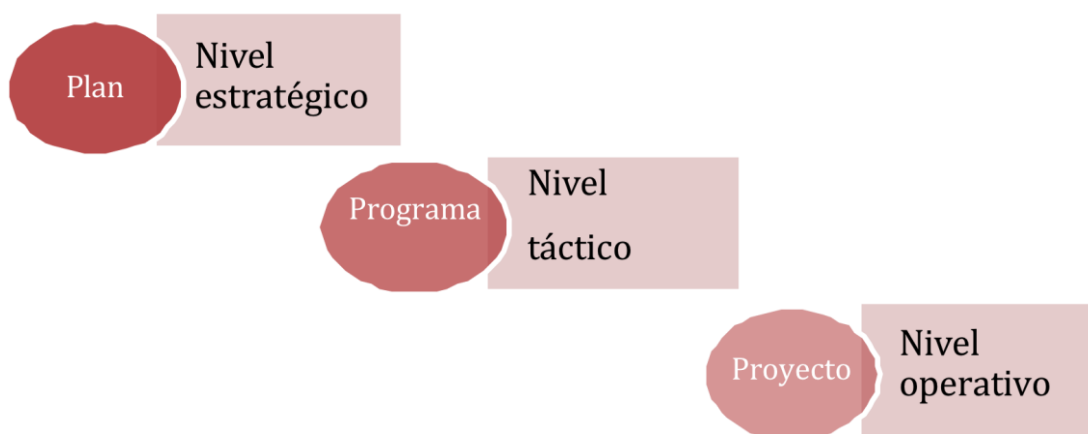 Plan
Nivel
estratégico
Programa
Nivel
táctico
Proyecto
Nivel
operativo